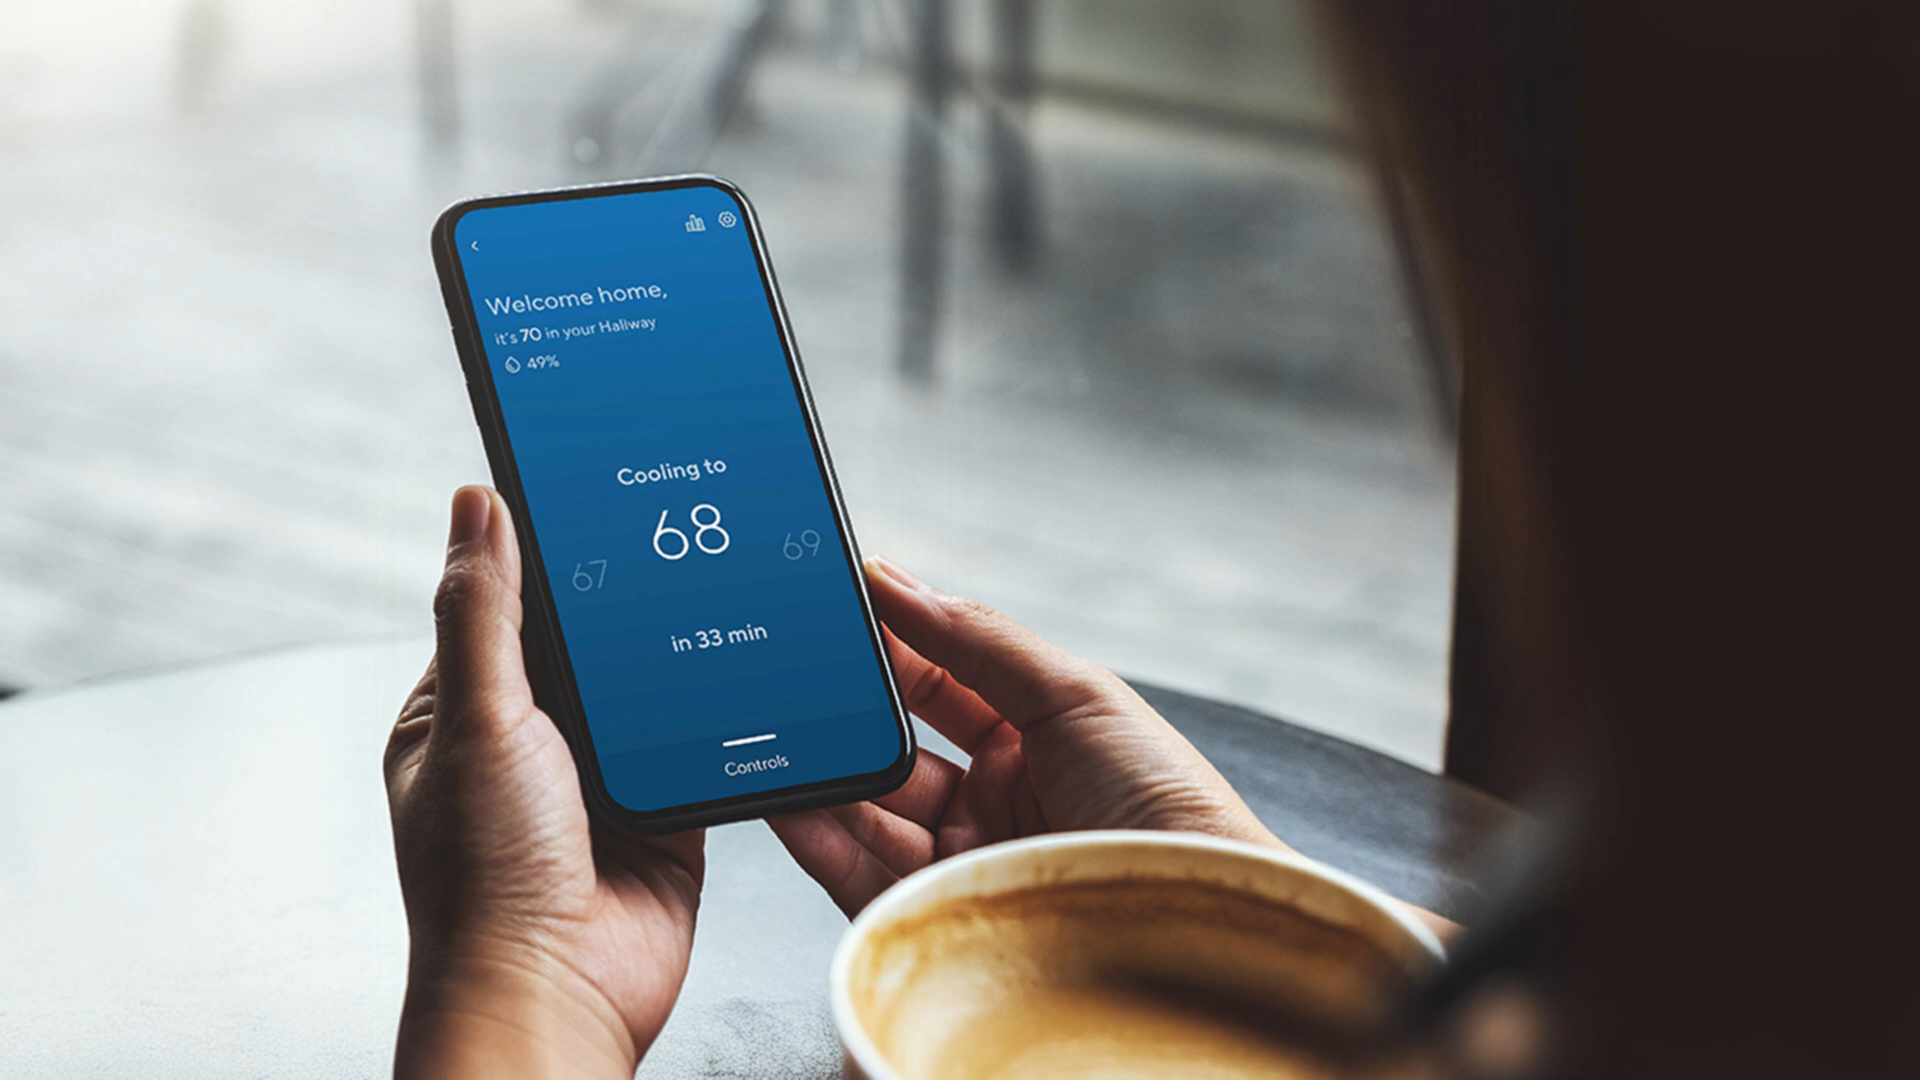 Welcome home,
it's 70 in your Hallway
49%
Cooling to
68
67
69
in 33 min
Controls